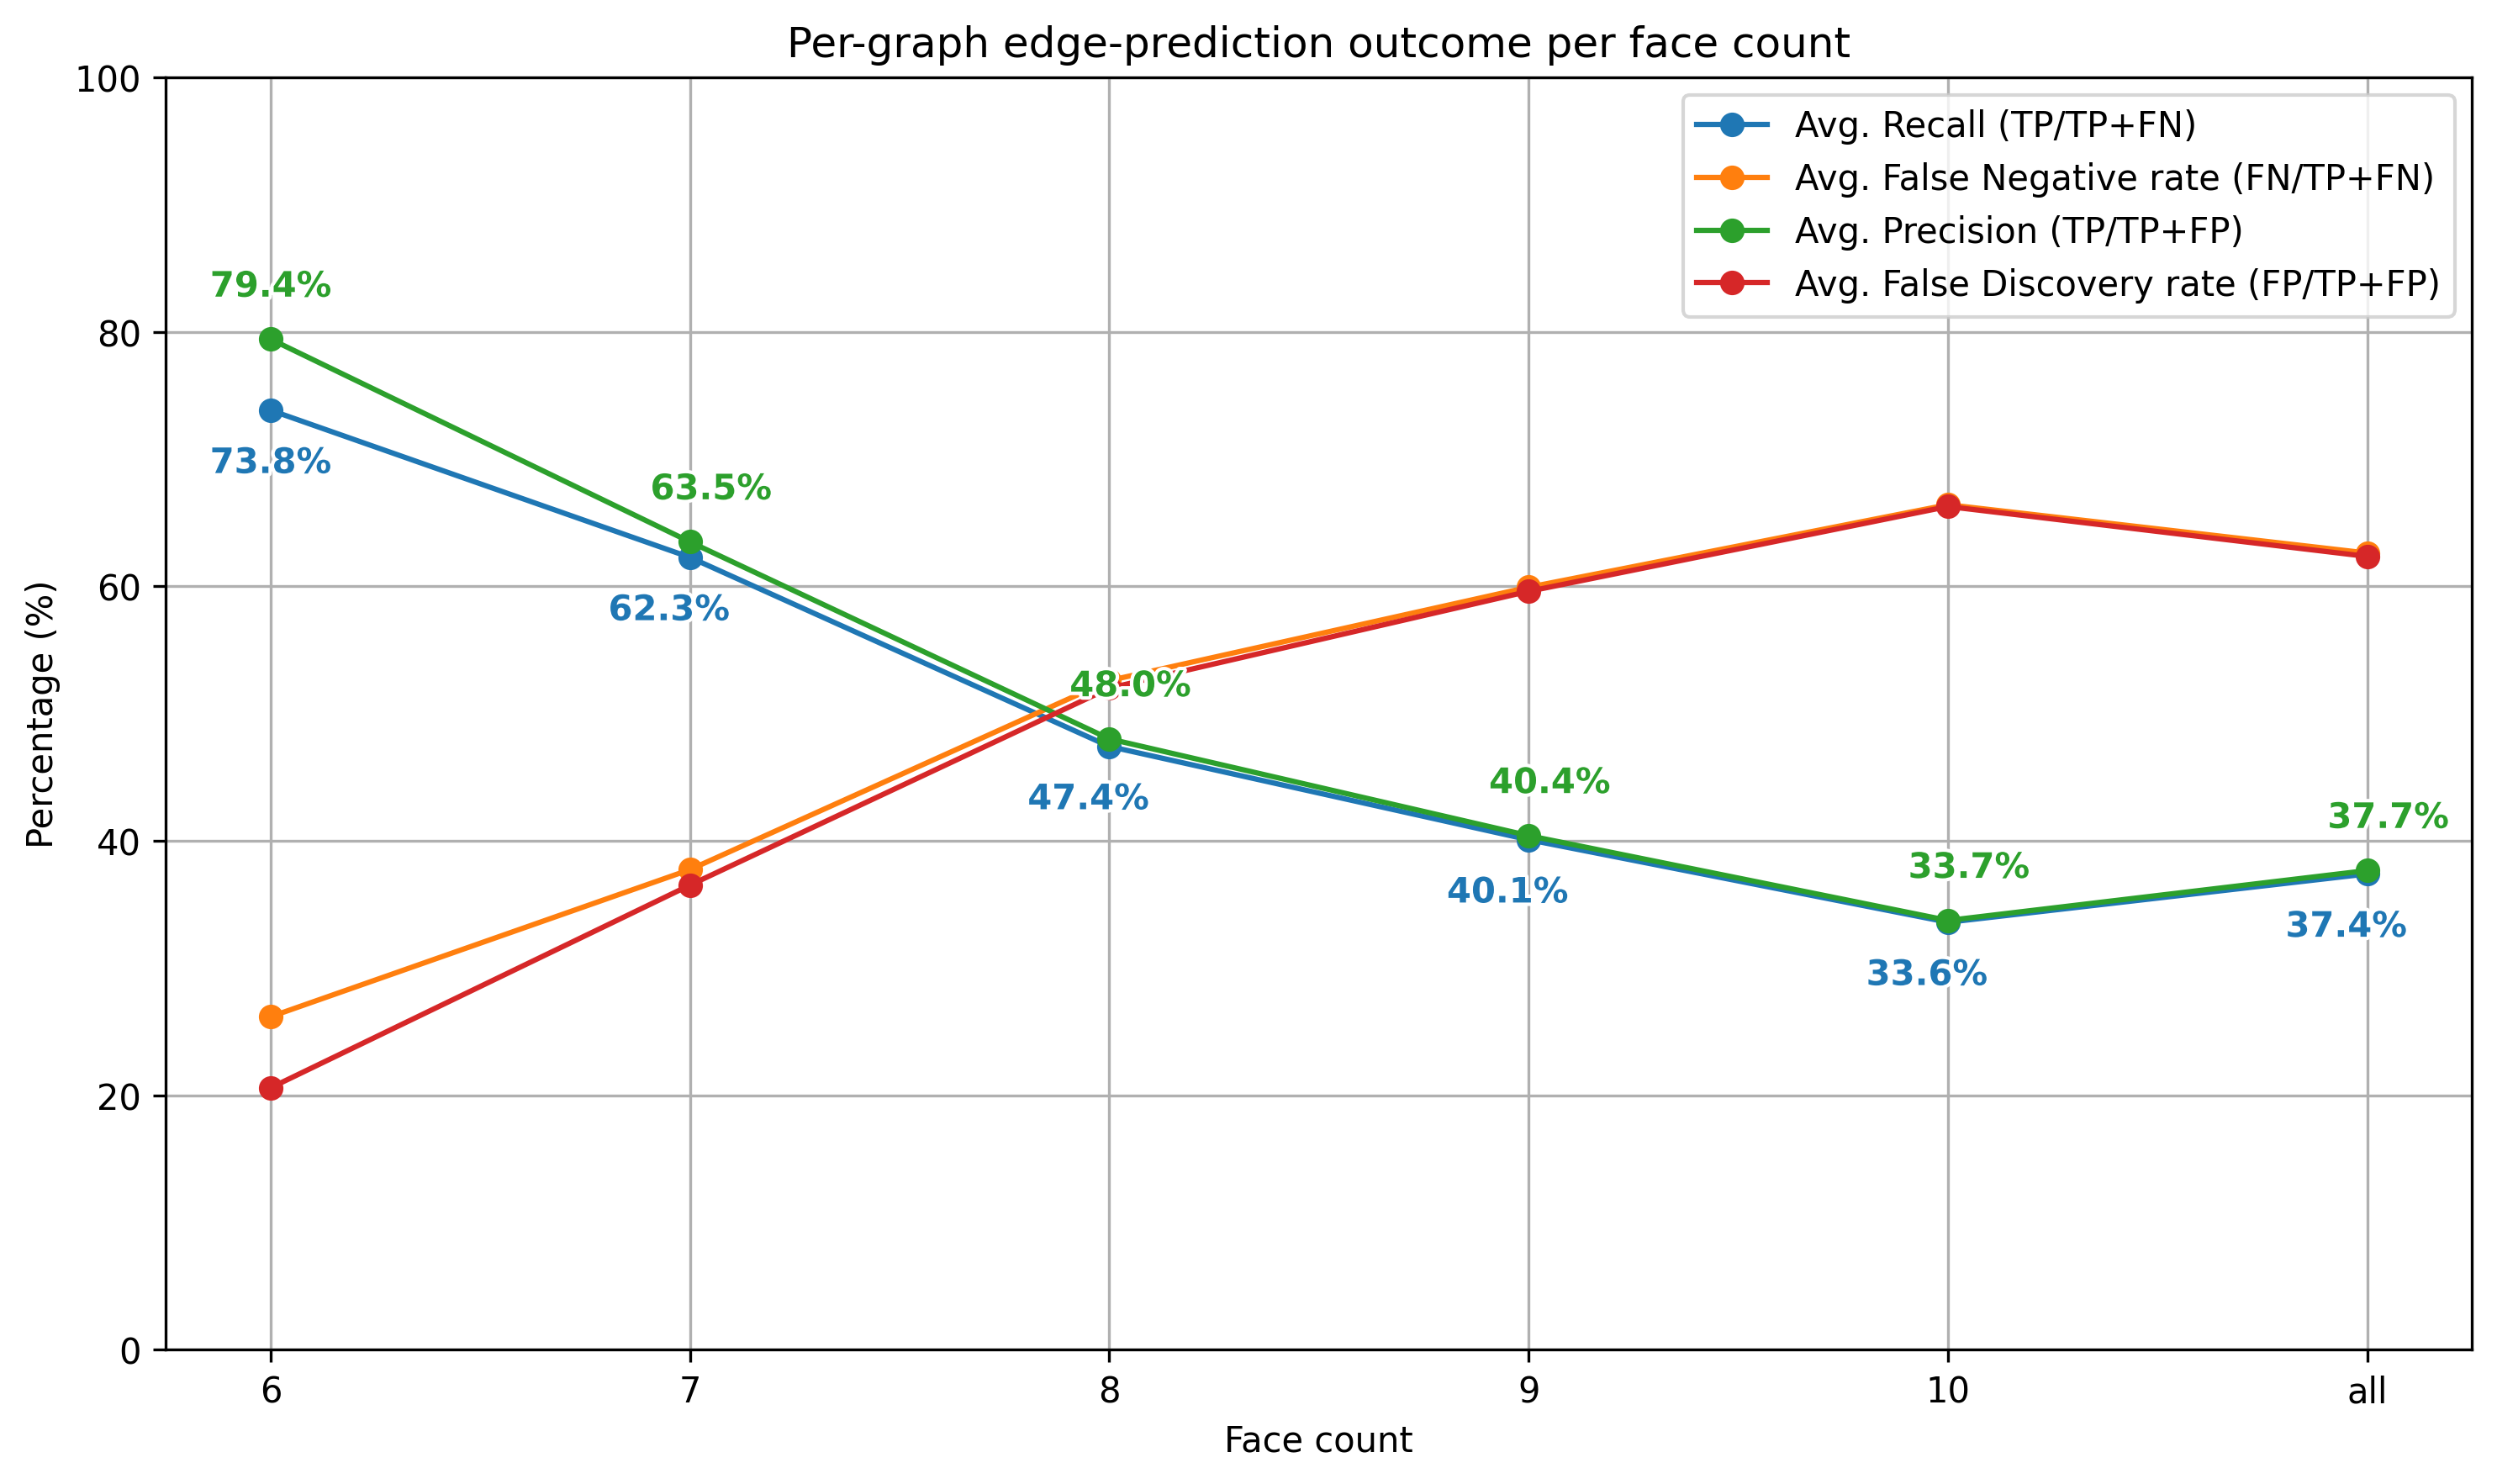 Per-graph edge-prediction outcome per face count
100
80
60
40
20
0
Percentage (%)
Avg. Recall (TP/TP+FN)
Avg. False Negative rate (FN/TP+FN)
Avg. Precision (TP/TP+FP)
Avg. False Discovery rate (FP/TP+FP)
79.4%
73.8%
63.5%
62.3%
48.0%
47.4%
40.4%
40.1%
33.7%
33.6%
37.7%
37.4%
6 7 8 9 10 all
Face count